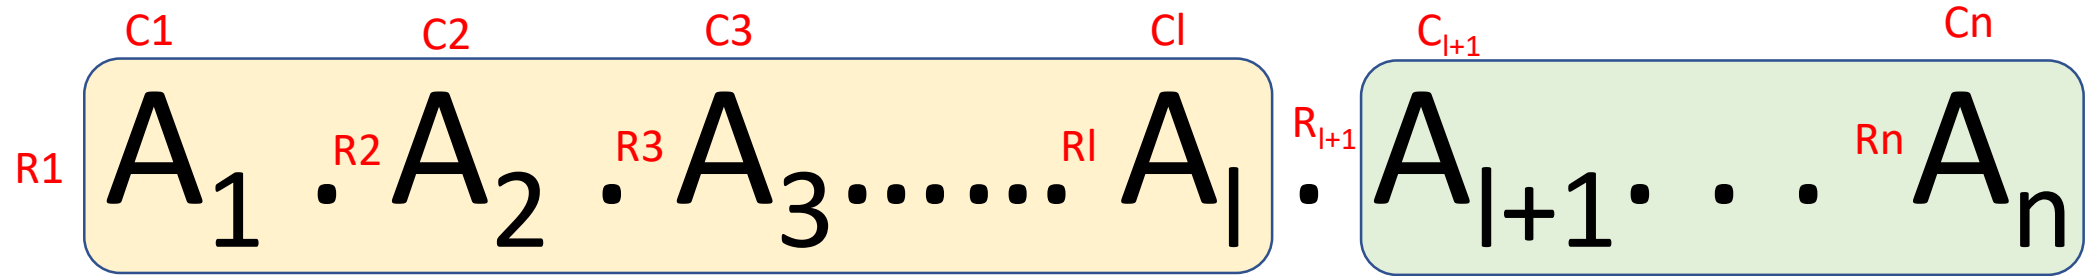 C1 C2 C3 Cl C_{l+1} Cn
R1 A_1 . R2 A_2 . R3 A_3 ...... Rl A_l . R_{l+1} A_{l+1} . . . Rn A_n